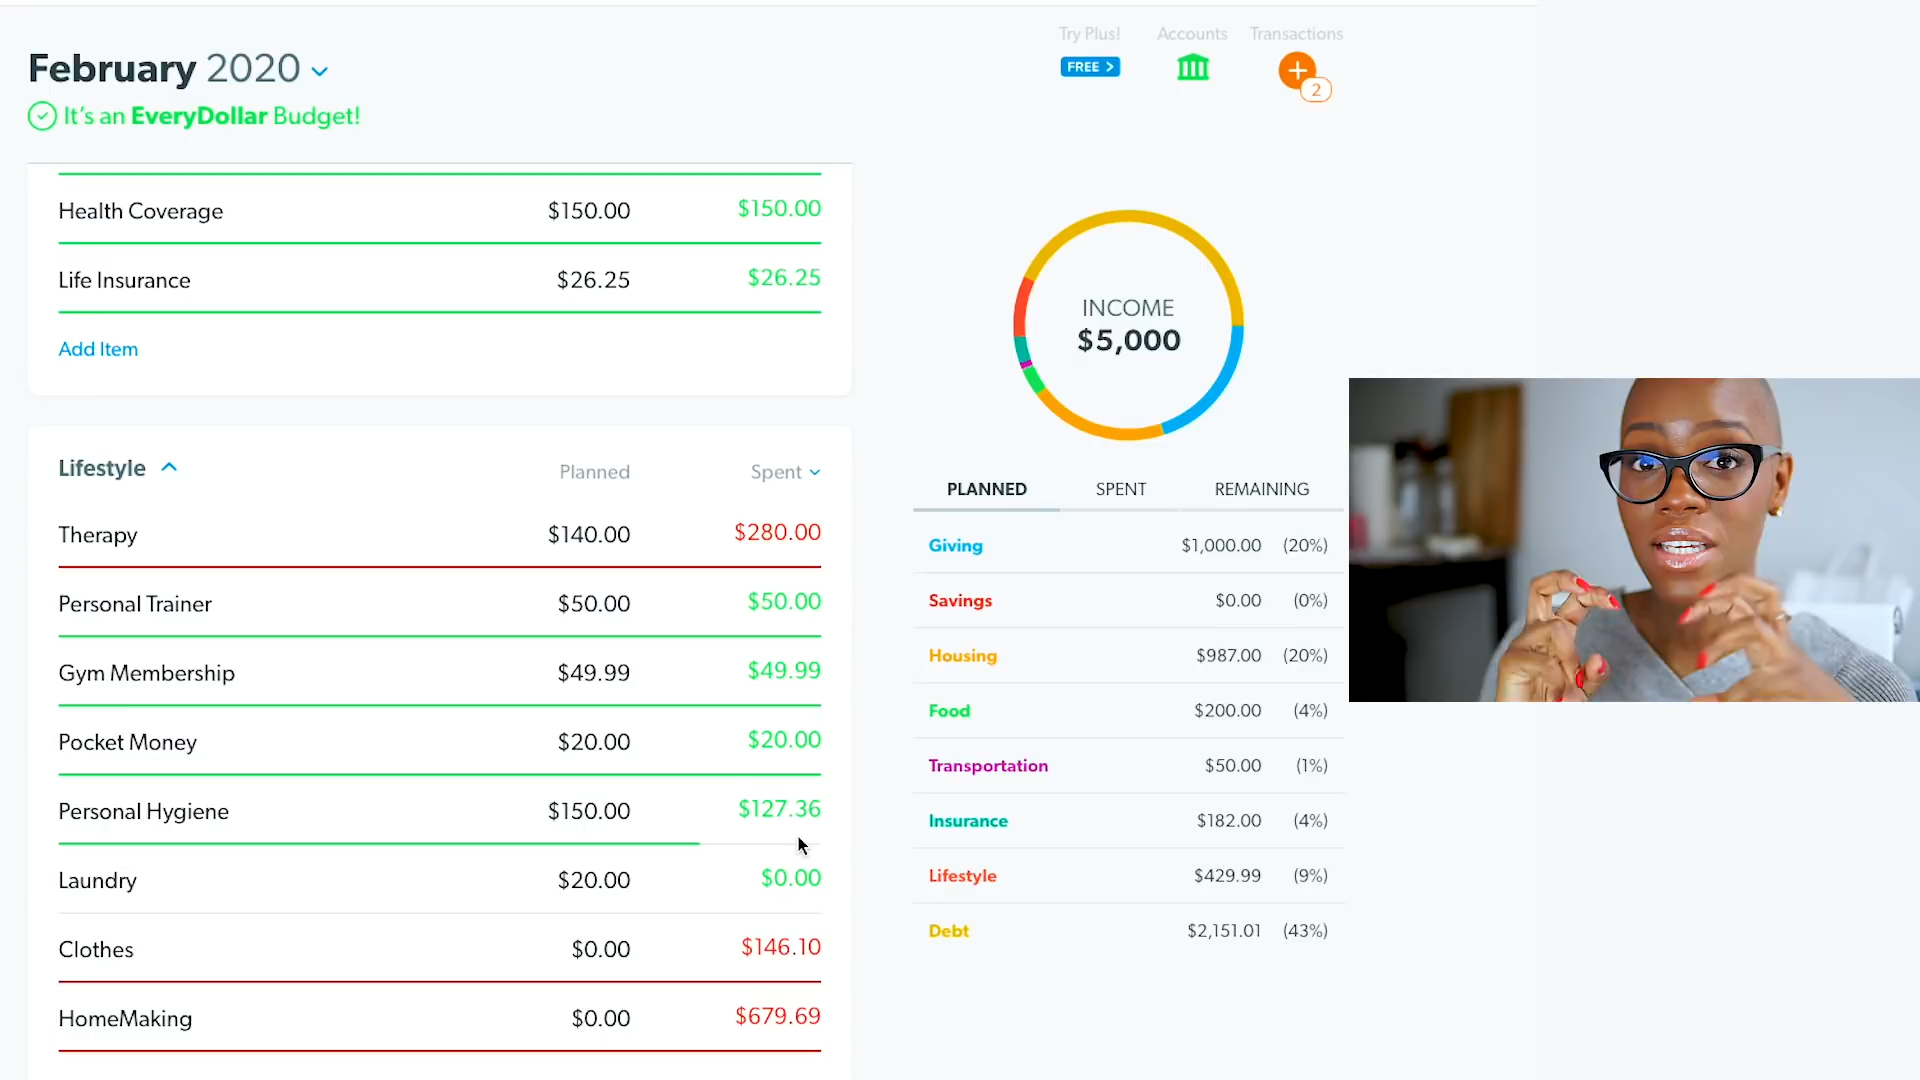 February 2020
It's an EveryDollar Budget!
Try Plus! Accounts Transactions
FREE >
2
Health Coverage $150.00 $150.00
Life Insurance $26.25 $26.25
Add Item
Lifestyle Planned Spent
Therapy $140.00 $280.00
Personal Trainer $50.00 $50.00
Gym Membership $49.99 $49.99
Pocket Money $20.00 $20.00
Personal Hygiene $150.00 $127.36
Laundry $20.00 $0.00
Clothes $0.00 $146.10
HomeMaking $0.00 $679.69
INCOME
$5,000
PLANNED SPENT REMAINING
Giving $1,000.00 (20%)
Savings $0.00 (0%)
Housing $987.00 (20%)
Food $200.00 (4%)
Transportation $50.00 (1%)
Insurance $182.00 (4%)
Lifestyle $429.99 (9%)
Debt $2,151.01 (43%)